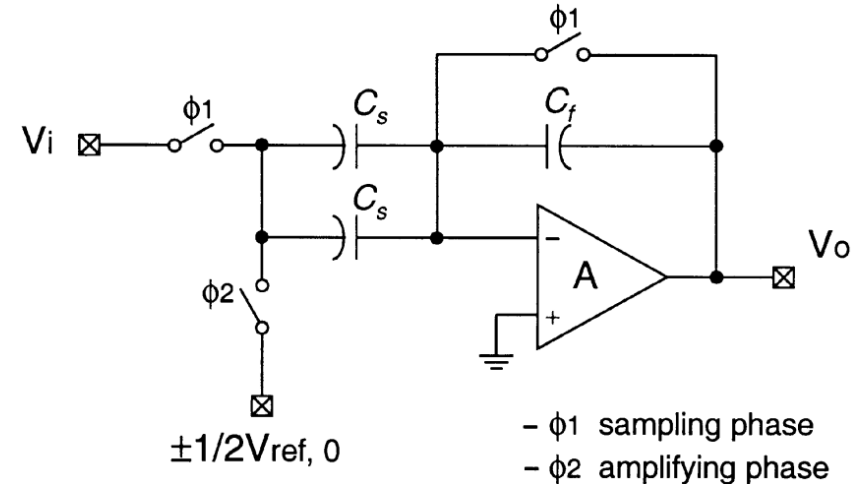 ϕ1
ϕ1
Vi
Cs
Cf
Cs
ϕ2
−
A
+
Vo
±1/2Vref, 0
– ϕ1 sampling phase
– ϕ2 amplifying phase